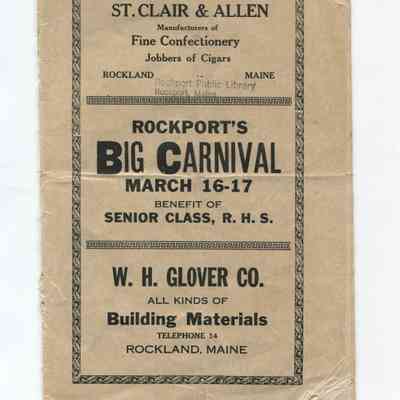 ST. CLAIR & ALLEN
Manufacturers of
Fine Confectionery
Jobbers of Cigars
ROCKLAND -- MAINE
Rockport Public Library
Rockport, Maine
ROCKPORT'S
BIG CARNIVAL
MARCH 16-17
BENEFIT OF
SENIOR CLASS, R. H. S.
W. H. GLOVER CO.
ALL KINDS OF
Building Materials
TELEPHONE 14
ROCKLAND, MAINE